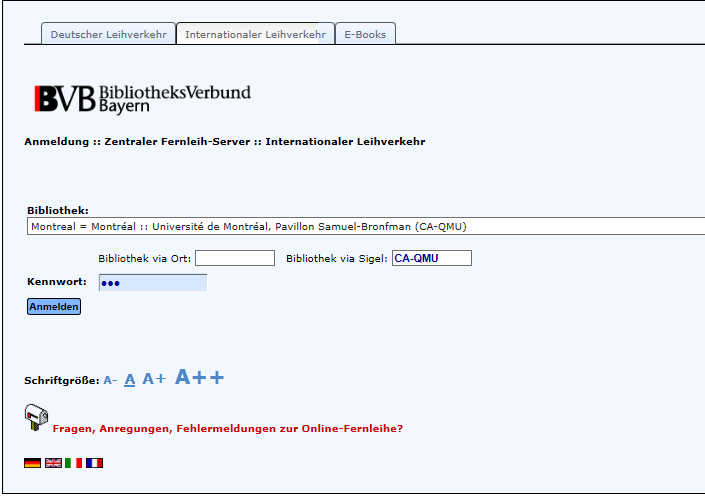 Deutscher Leihverkehr Internationaler Leihverkehr E-Books
BVB BibliotheksVerbund
Bayern
Anmeldung :: Zentraler Fernleih-Server :: Internationaler Leihverkehr
Bibliothek:
Montreal = Montréal :: Université de Montréal, Pavillon Samuel-Bronfman (CA-QMU)
Bibliothek via Ort: Bibliothek via Sigel: CA-QMU
Kennwort: •••
Anmelden
Schriftgröße: A- A A+ A++
Fragen, Anregungen, Fehlermeldungen zur Online-Fernleihe?